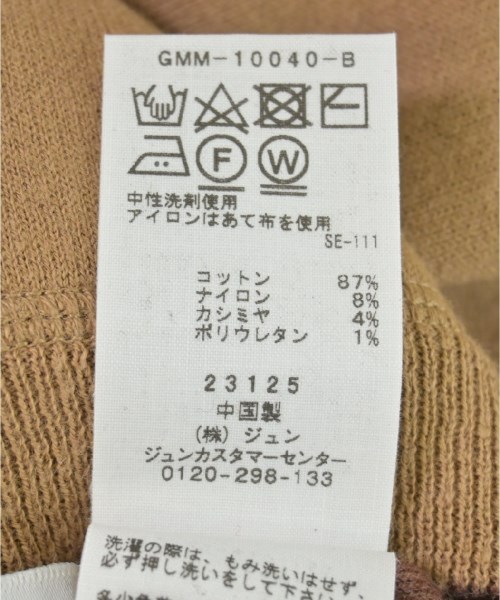 GMM-10040-B
F W
中性洗剤使用
アイロンはあて布を使用
SE-111
コットン 87%
ナイロン 8%
カシミヤ 4%
ポリウレタン 1%
23125
中国製
(株) ジュン
ジュンカスタマーセンター
0120-298-133
洗濯の際は、もみ洗いはせず、
必ず押し洗いをして下さい